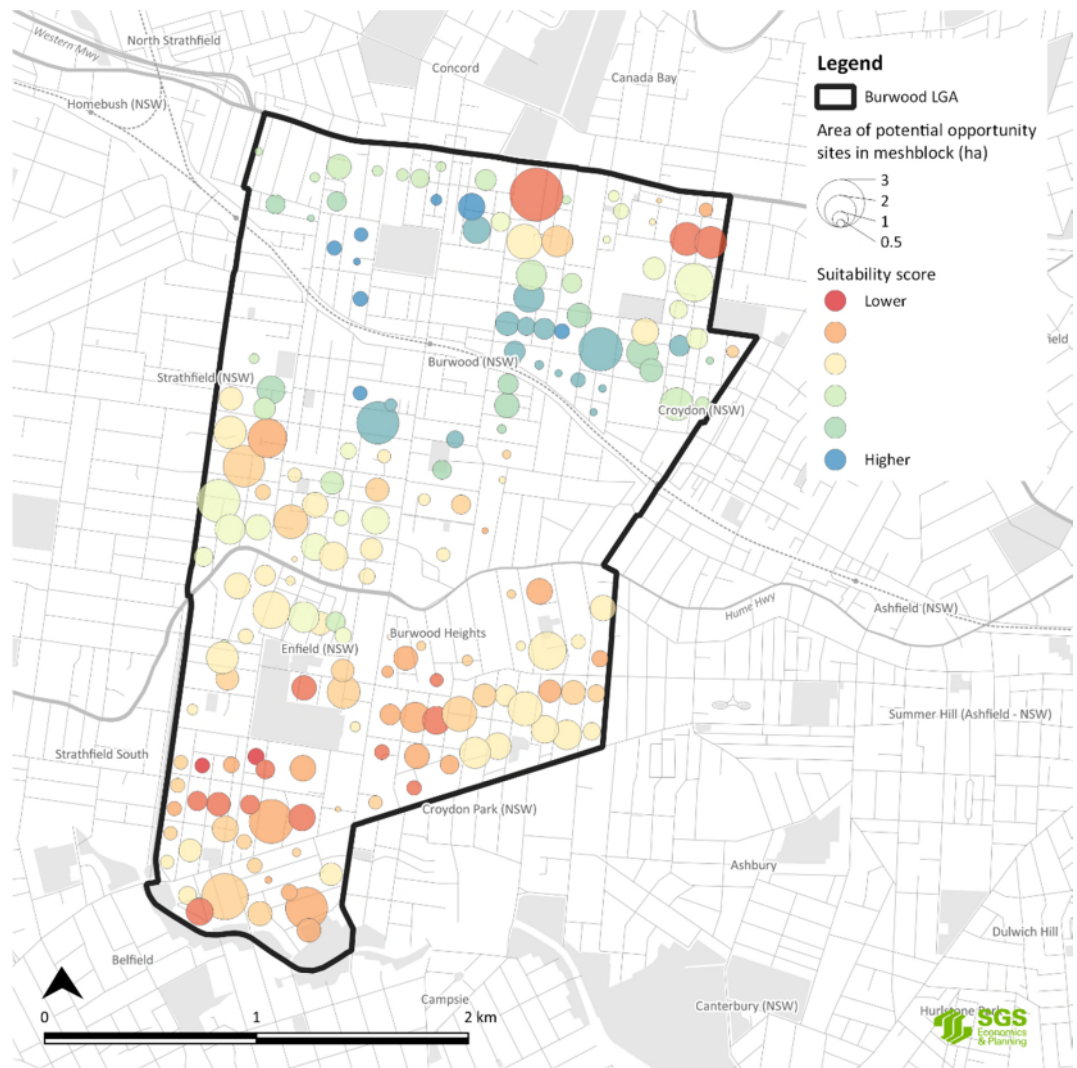 Western Mwy
North Strathfield
Concord
Canada Bay
Homebush (NSW)
Legend
Burwood LGA
Area of potential opportunity
sites in meshblock (ha)
3
2
1
0.5
Suitability score
Lower
Higher
ield
Burwood (NSW)
Strathfield (NSW)
Croydon (NSW)
Hume Hwy
Ashfield (NSW)
Burwood Heights
Enfield (NSW)
Summer Hill (Ashfield - NSW)
Strathfield South
Croydon Park (NSW)
Ashbury
Dulwich Hill
Belfield
Campsie
Canterbury (NSW)
Hurlstone
SGS
Economics
& Planning
0
1
2 km